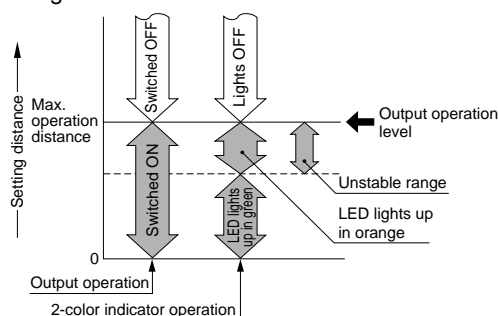 Setting distance
Max.
operation
distance
0
Switched OFF
Lights OFF
Switched ON
LED lights
up in green
Output operation
level
Unstable range
LED lights up
in orange
Output operation
2-color indicator operation